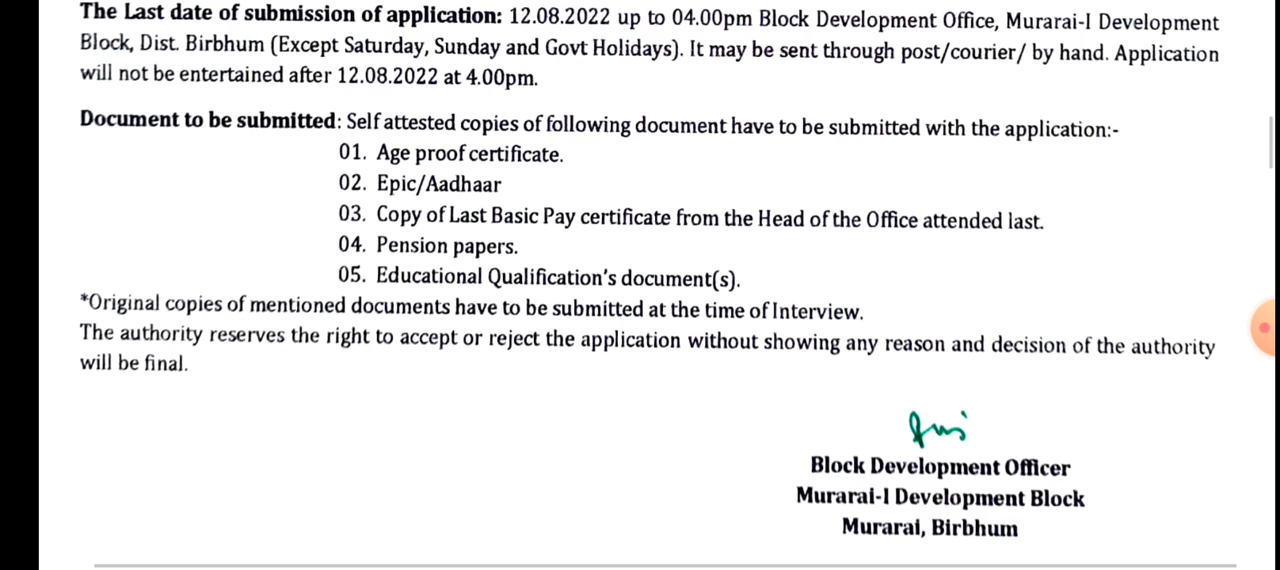 The Last date of submission of application: 12.08.2022 up to 04.00pm Block Development Office, Murarai-I Development
Block, Dist. Birbhum (Except Saturday, Sunday and Govt Holidays). It may be sent through post/courier/ by hand. Application
will not be entertained after 12.08.2022 at 4.00pm.
Document to be submitted: Self attested copies of following document have to be submitted with the application:-
01. Age proof certificate.
02. Epic/Aadhaar
03. Copy of Last Basic Pay certificate from the Head of the Office attended last.
04. Pension papers.
05. Educational Qualification's document(s).
*Original copies of mentioned documents have to be submitted at the time of Interview.
The authority reserves the right to accept or reject the application without showing any reason and decision of the authority
will be final.
Block Development Officer
Murarai-I Development Block
Murarai, Birbhum